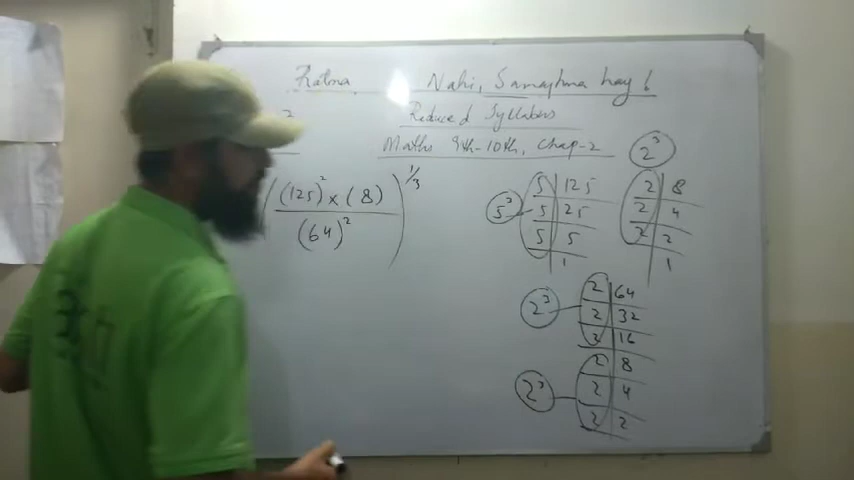 Ratna Nahi, Samajhna hay !
2
Reduced Syllabus
Maths 9th-10th, Chap-2
((125)² x (8) / (64)²)^1/3
2³
5 | 125
5 | 25
5 | 5
1
5³
2 | 8
2 | 4
2 | 2
1
2³
2 | 64
2 | 32
2 | 16
2³
2 | 8
2 | 4
2 | 2